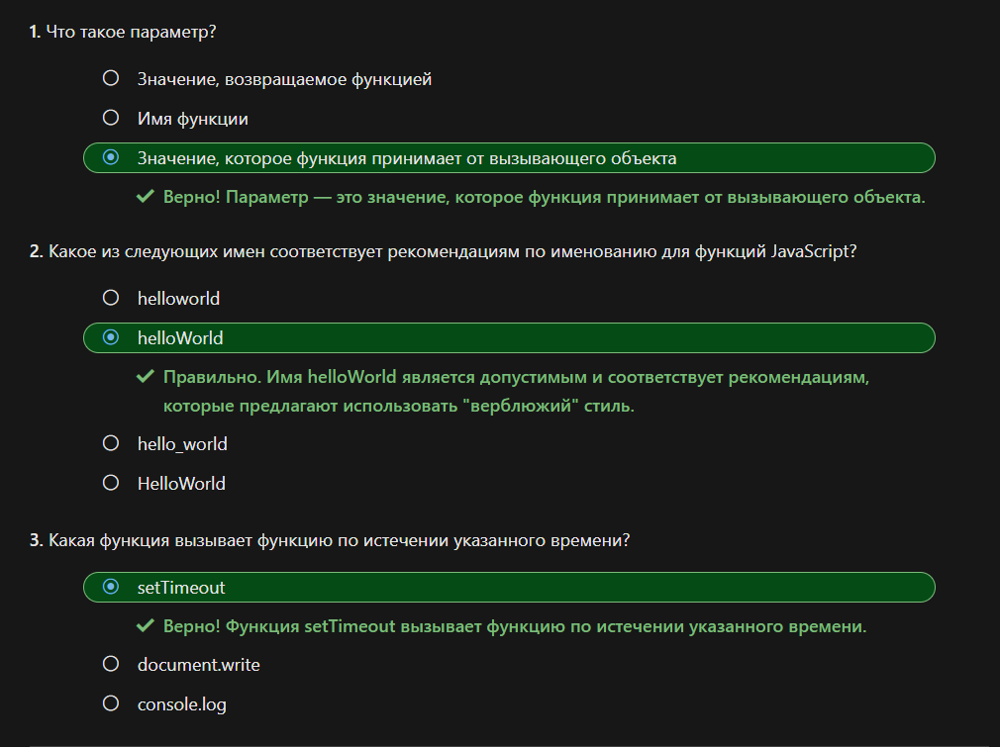 1. Что такое параметр?
Значение, возвращаемое функцией
Имя функции
Значение, которое функция принимает от вызывающего объекта
Верно! Параметр — это значение, которое функция принимает от вызывающего объекта.
2. Какое из следующих имен соответствует рекомендациям по именованию для функций JavaScript?
helloworld
helloWorld
Правильно. Имя helloWorld является допустимым и соответствует рекомендациям,
которые предлагают использовать "верблюжий" стиль.
hello_world
HelloWorld
3. Какая функция вызывает функцию по истечении указанного времени?
setTimeout
Верно! Функция setTimeout вызывает функцию по истечении указанного времени.
document.write
console.log